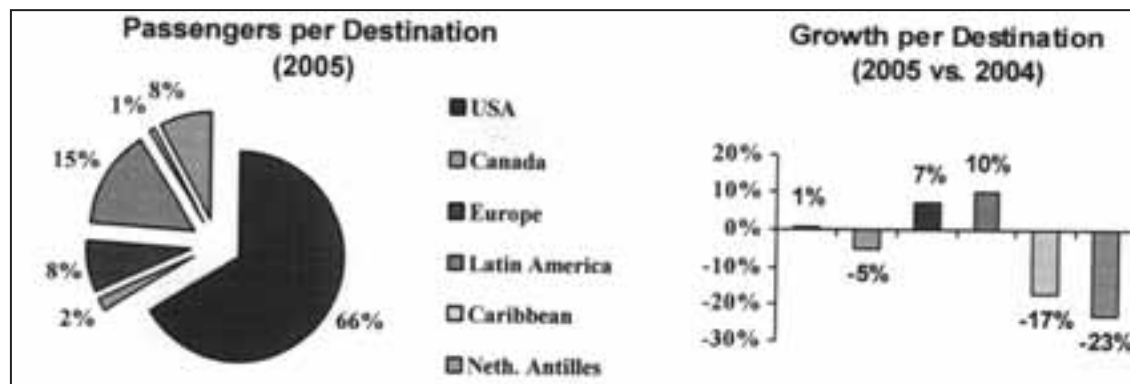 Passengers per Destination
(2005)
1%
8%
15%
8%
2%
66%
USA
Canada
Europe
Latin America
Caribbean
Neth. Antilles
Growth per Destination
(2005 vs. 2004)
20%
10%
0%
-10%
-20%
-30%
1%
-5%
7%
10%
-17%
-23%